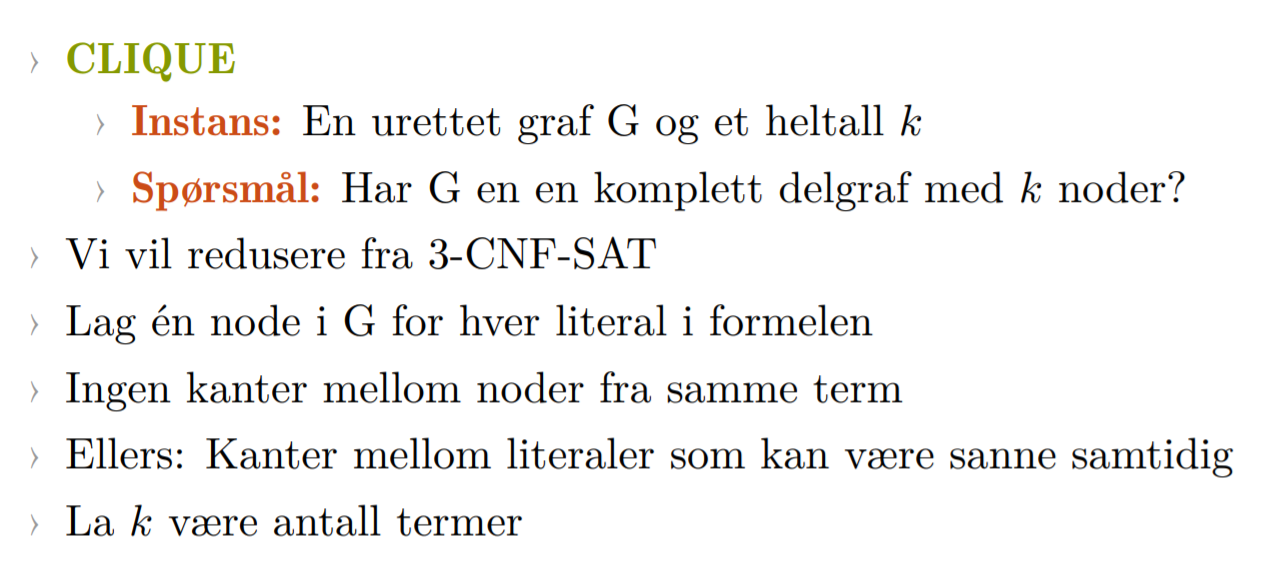 › CLIQUE
› Instans: En urettet graf G og et heltall k
› Spørsmål: Har G en en komplett delgraf med k noder?
› Vi vil redusere fra 3-CNF-SAT
› Lag én node i G for hver literal i formelen
› Ingen kanter mellom noder fra samme term
› Ellers: Kanter mellom literaler som kan være sanne samtidig
› La k være antall termer